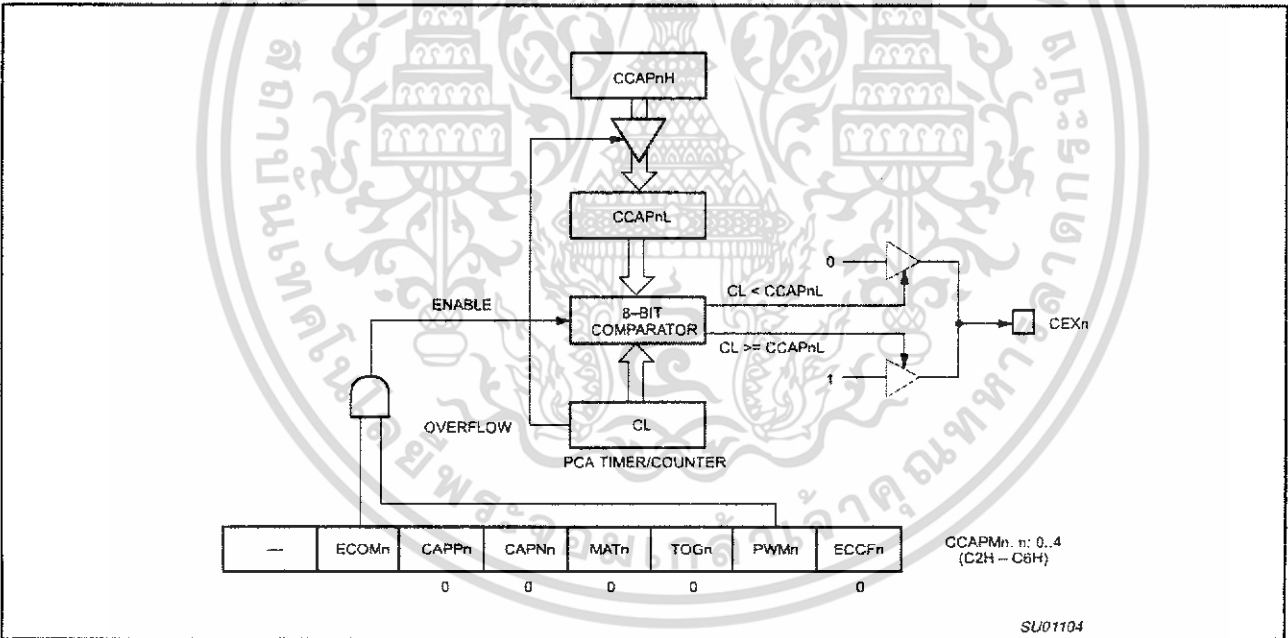 CCAPnH
CCAPnL
0
CL < CCAPnL
ENABLE
8–BIT
COMPARATOR
CL >= CCAPnL
CEXn
1
OVERFLOW
CL
PCA TIMER/COUNTER
— ECOMn CAPPn CAPNn MATn TOGn PWMn ECCFn
CCAPMn, n: 0..4
(C2H – C6H)
0 0 0 0 0
SU01104